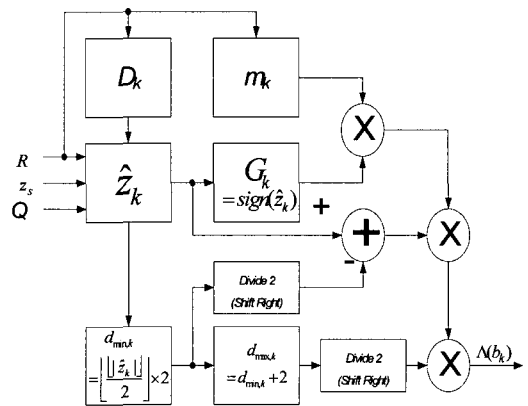 D_k
m_k
X
R
z_s
Q
ẑ_k
G_k
=sign(ẑ_k)
+
+
-
X
Divide 2
(Shift Right)
d_min,k
=⌊⌊|ẑ_k|⌋/2⌋×2
d_max,k
=d_min,k+2
Divide 2
(Shift Right)
X
Λ(b_k)